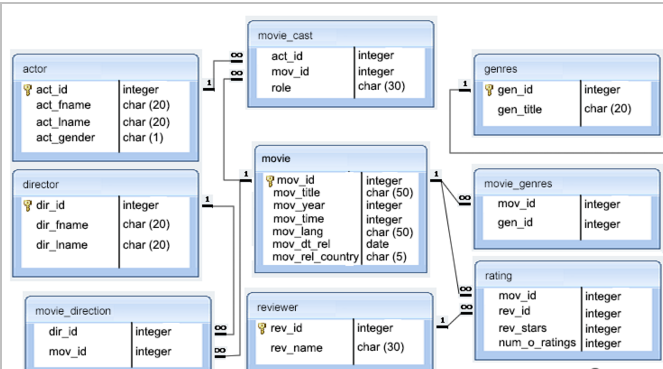 movie_cast
act_id integer
mov_id integer
role char (30)
actor
act_id integer
act_fname char (20)
act_lname char (20)
act_gender char (1)
genres
gen_id integer
gen_title char (20)
movie
mov_id integer
mov_title char (50)
mov_year integer
mov_time integer
mov_lang char (50)
mov_dt_rel date
mov_rel_country char (5)
director
dir_id integer
dir_fname char (20)
dir_lname char (20)
movie_genres
mov_id integer
gen_id integer
rating
mov_id integer
rev_id integer
rev_stars integer
num_o_ratings integer
movie_direction
dir_id integer
mov_id integer
reviewer
rev_id integer
rev_name char (30)
1
∞
∞
1
1
1
1
∞
∞
∞
1
∞
∞